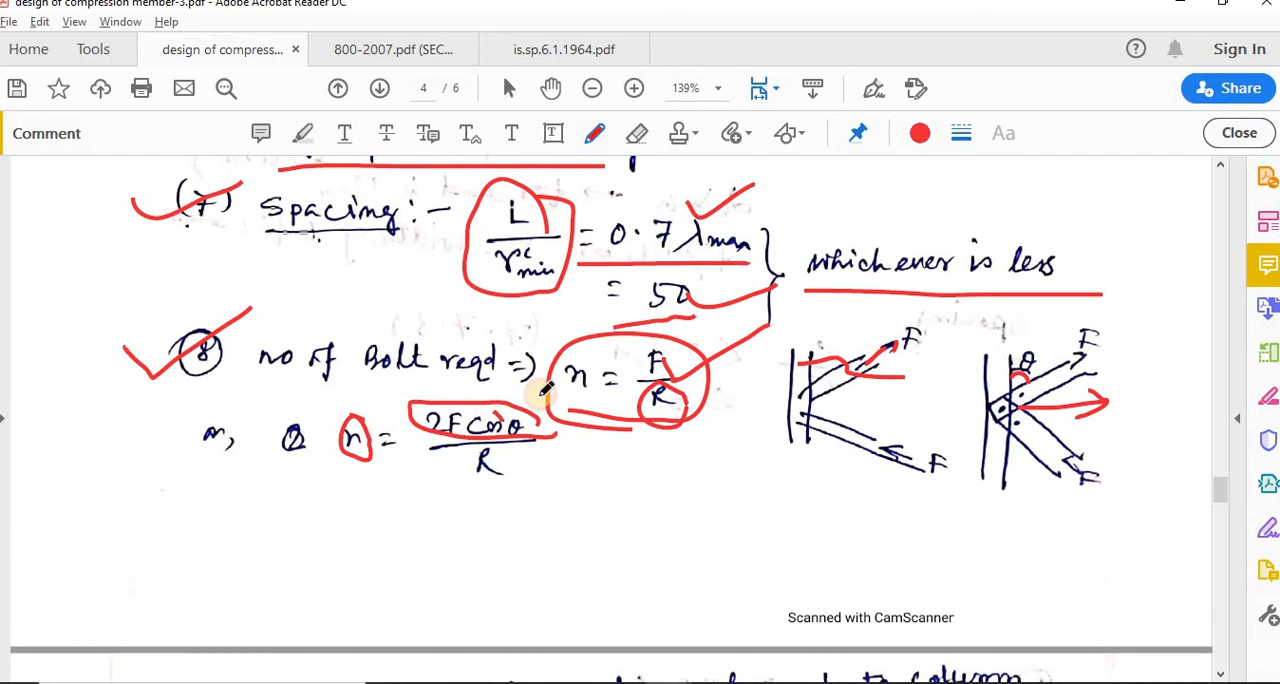 design of compression member-3.pdf - Adobe Acrobat Reader DC
File Edit View Window Help
Home Tools design of compress... × 800-2007.pdf (SEC... is.sp.6.1.1964.pdf Sign In
4 / 6 139% Share
Comment Aa Close
(7) Spacing:- L / rᶜmin = 0.7 λmax
= 50
whichever is less
(8) no of Bolt reqd => n = F / R
n = 2F Cosθ / R
F
F
θ F
F
Scanned with CamScanner
column